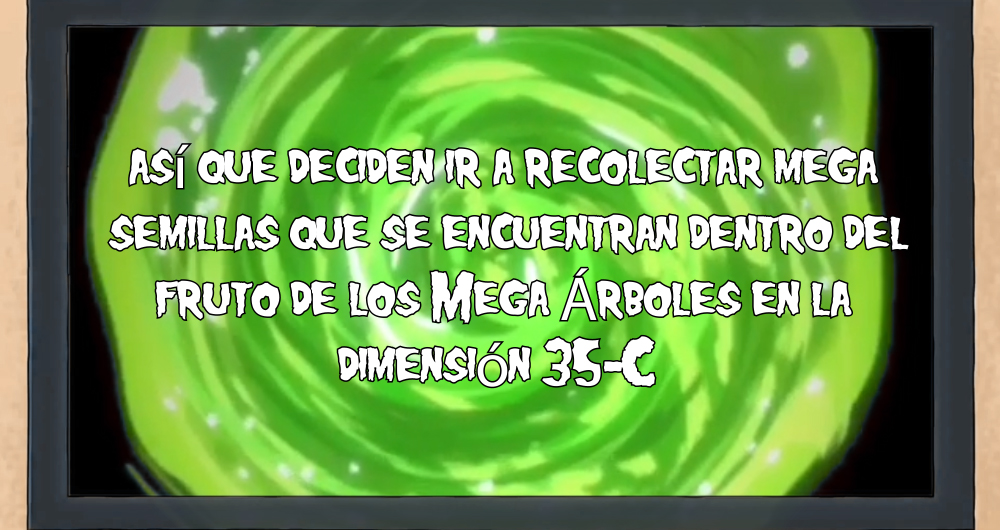 así que deciden ir a recolectar mega
semillas que se encuentran dentro del
fruto de los Mega Árboles en la
dimensión 35-C